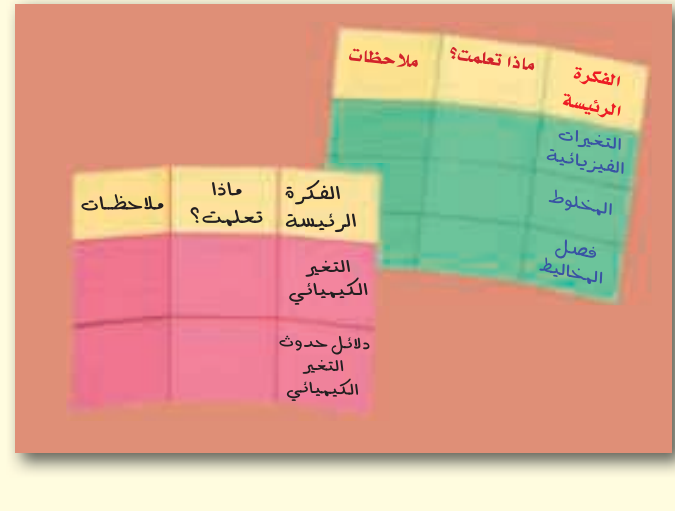 الفكرة الرئيسة
ماذا تعلمت؟
ملاحظات
التغيرات الفيزيائية
المخلوط
فصل المخاليط
الفكرة الرئيسة
ماذا تعلمت؟
ملاحظات
التغير الكيميائي
دلائل حدوث التغير الكيميائي